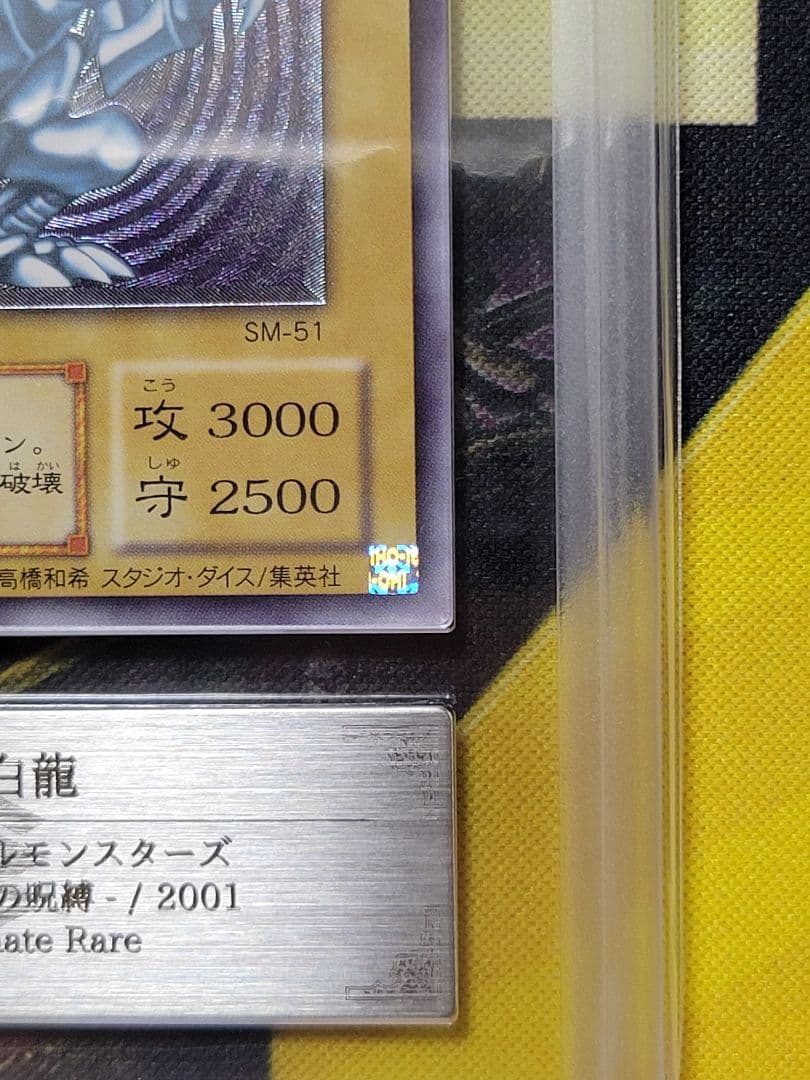 SM-51
こう
攻 3000
しゅ
守 2500
ン。
は かい
破壊
高橋和希 スタジオ・ダイス/集英社
白龍
ルモンスターズ
の呪縛 - / 2001
ate Rare